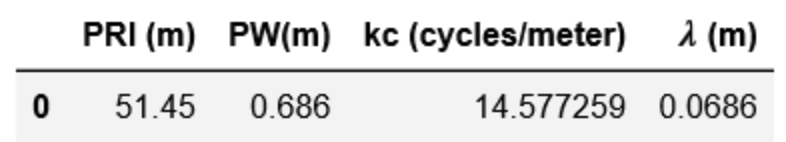 PRI (m) PW(m) kc (cycles/meter) λ (m)
0 51.45 0.686 14.577259 0.0686